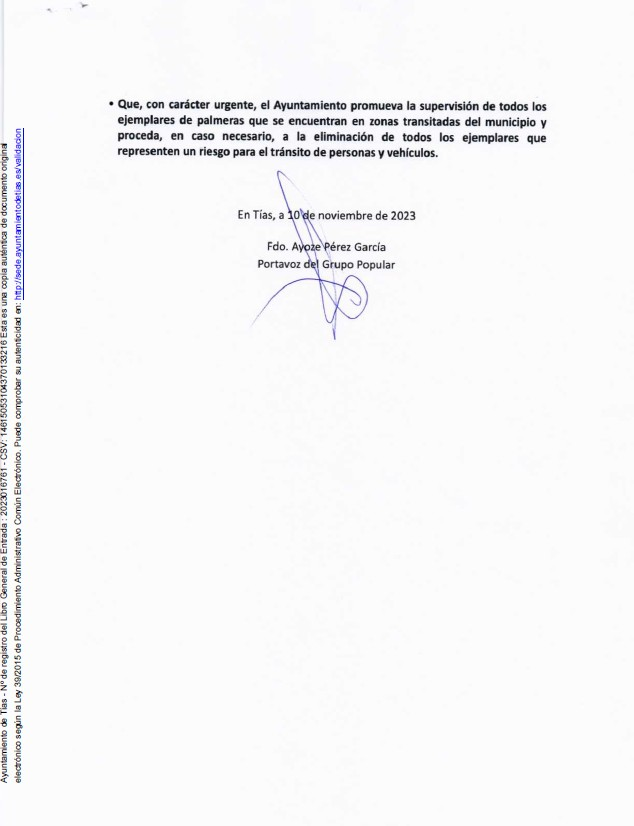 • Que, con carácter urgente, el Ayuntamiento promueva la supervisión de todos los
ejemplares de palmeras que se encuentran en zonas transitadas del municipio y
proceda, en caso necesario, a la eliminación de todos los ejemplares que
representen un riesgo para el tránsito de personas y vehículos.
En Tías, a 10 de noviembre de 2023
Fdo. Ayoze Pérez García
Portavoz del Grupo Popular
Ayuntamiento de Tías - Nº de registro del Libro General de Entrada : 2023016761 - CSV: 14615053104370133216 Esta es una copia auténtica de documento original
electrónico según la Ley 39/2015 de Procedimiento Administrativo Común Electrónico. Puede comprobar su autenticidad en: http://sede.ayuntamientodetias.es/validacion